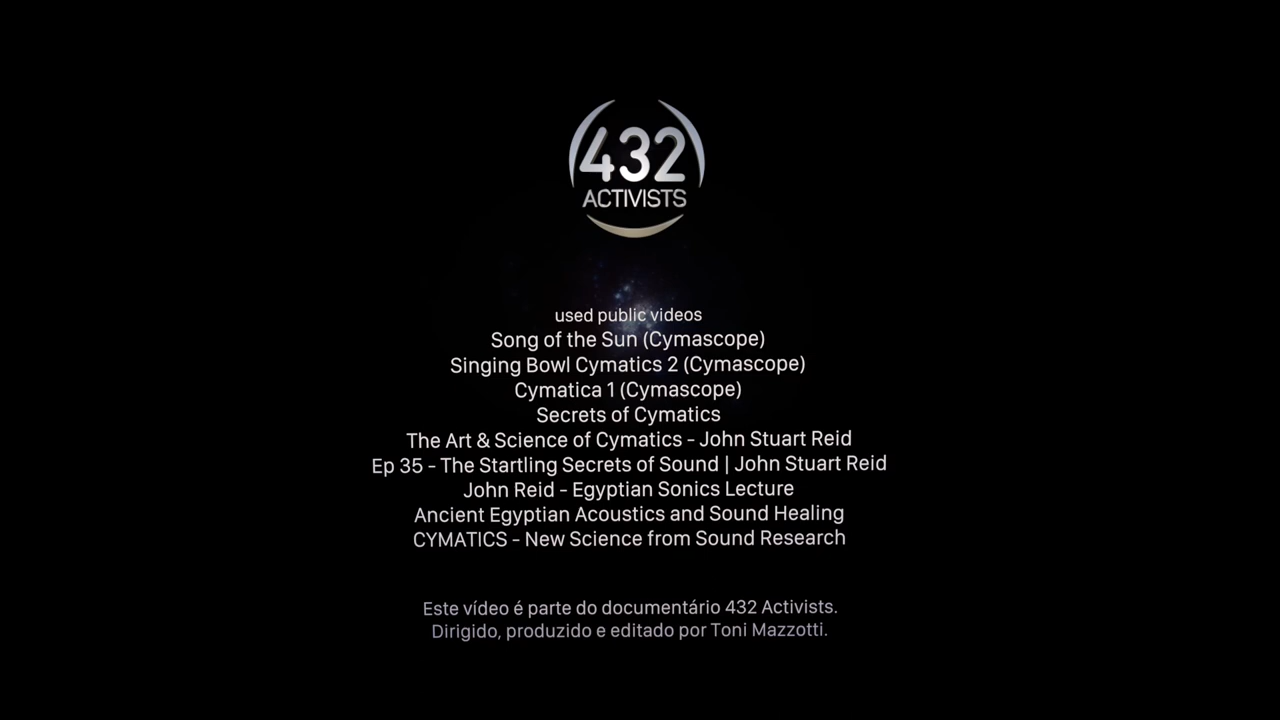 432
ACTIVISTS
used public videos
Song of the Sun (Cymascope)
Singing Bowl Cymatics 2 (Cymascope)
Cymatica 1 (Cymascope)
Secrets of Cymatics
The Art & Science of Cymatics - John Stuart Reid
Ep 35 - The Startling Secrets of Sound | John Stuart Reid
John Reid - Egyptian Sonics Lecture
Ancient Egyptian Acoustics and Sound Healing
CYMATICS - New Science from Sound Research
Este vídeo é parte do documentário 432 Activists.
Dirigido, produzido e editado por Toni Mazzotti.